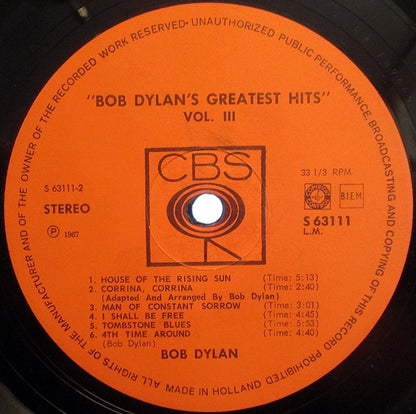 ALL RIGHTS OF THE MANUFACTURER AND OF THE OWNER OF THE RECORDED WORK RESERVED • UNAUTHORIZED PUBLIC PERFORMANCE, BROADCASTING AND COPYING OF THIS RECORD PROHIBITED
"BOB DYLAN'S GREATEST HITS"
VOL. III
CBS
S 63111-2
33 1/3 RPM
STEREO
B.I.E.M
S 63111
L.M.
P 1967
1. HOUSE OF THE RISING SUN (Time: 5:13)
2. CORRINA, CORRINA (Time: 2:40)
(Adapted And Arranged By Bob Dylan)
3. MAN OF CONSTANT SORROW (Time: 3:01)
4. I SHALL BE FREE (Time: 4:45)
5. TOMBSTONE BLUES (Time: 5:53)
6. 4TH TIME AROUND (Time: 4:40)
(Bob Dylan)
BOB DYLAN
MADE IN HOLLAND